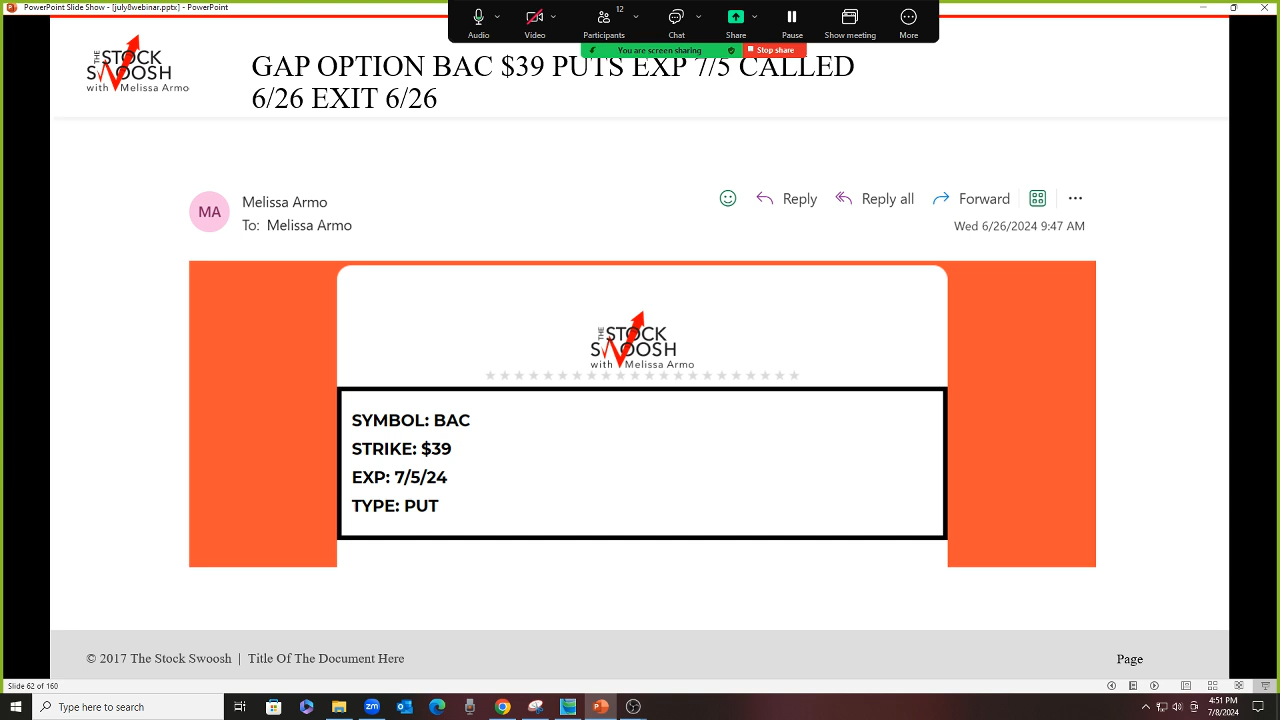 PowerPoint Slide Show - [july8webinar.pptx] - PowerPoint
Audio
Video
12
Participants
Chat
Share
Pause
Show meeting
More
You are screen sharing
Stop share
THE STOCK
SWOOSH
with Melissa Armo
GAP OPTION BAC $39 PUTS EXP 7/5 CALLED
6/26 EXIT 6/26
MA
Melissa Armo
To: Melissa Armo
Reply
Reply all
Forward
Wed 6/26/2024 9:47 AM
THE STOCK
SWOOSH
with Melissa Armo
SYMBOL: BAC
STRIKE: $39
EXP: 7/5/24
TYPE: PUT
© 2017 The Stock Swoosh | Title Of The Document Here
Page
Slide 62 of 160
Type here to search
4:51 PM
7/8/2024